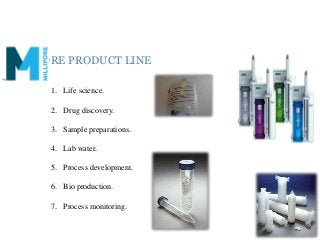 MILLIPORE
RE PRODUCT LINE
1. Life science.
2. Drug discovery.
3. Sample preparations.
4. Lab water.
5. Process development.
6. Bio production.
7. Process monitoring.